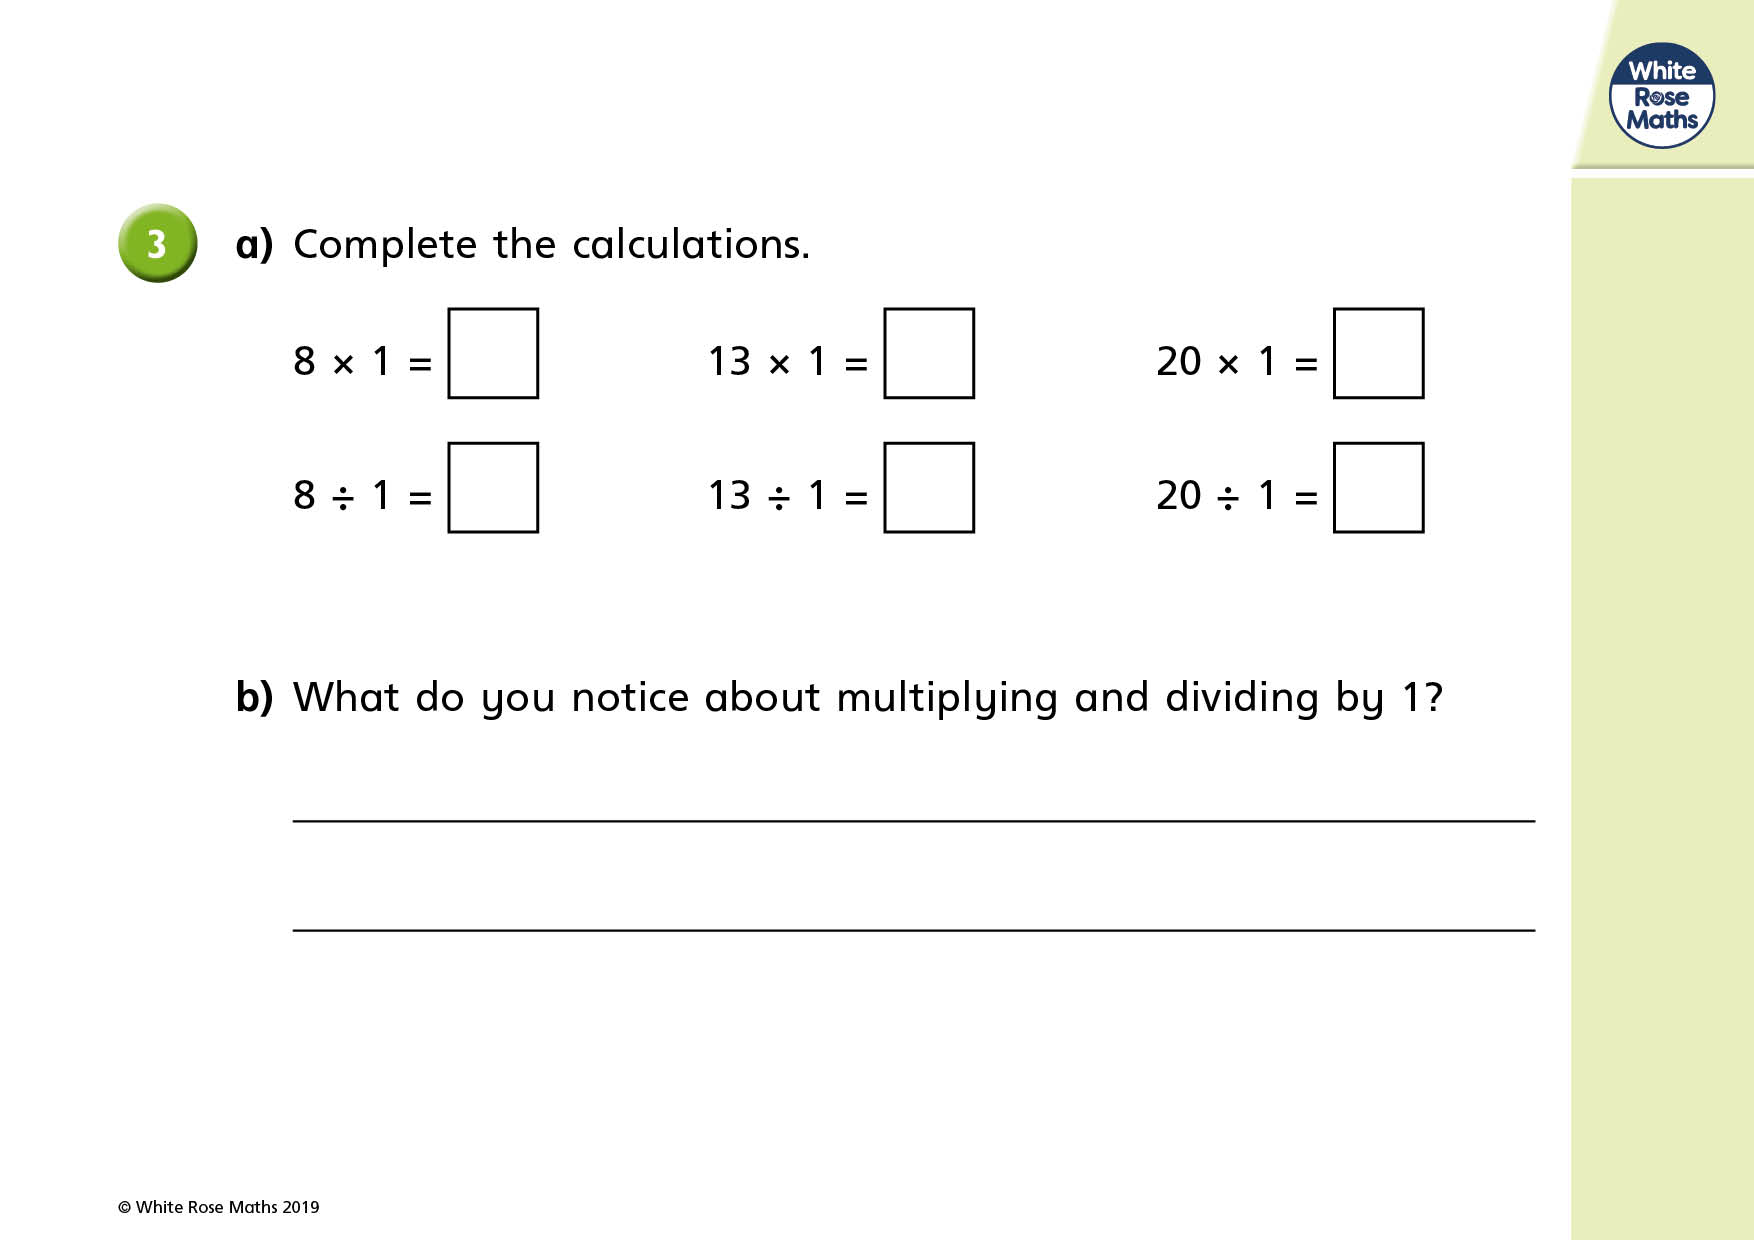 White
Rose
Maths
3 a) Complete the calculations.
8 × 1 = 13 × 1 = 20 × 1 =
8 ÷ 1 = 13 ÷ 1 = 20 ÷ 1 =
b) What do you notice about multiplying and dividing by 1?
© White Rose Maths 2019